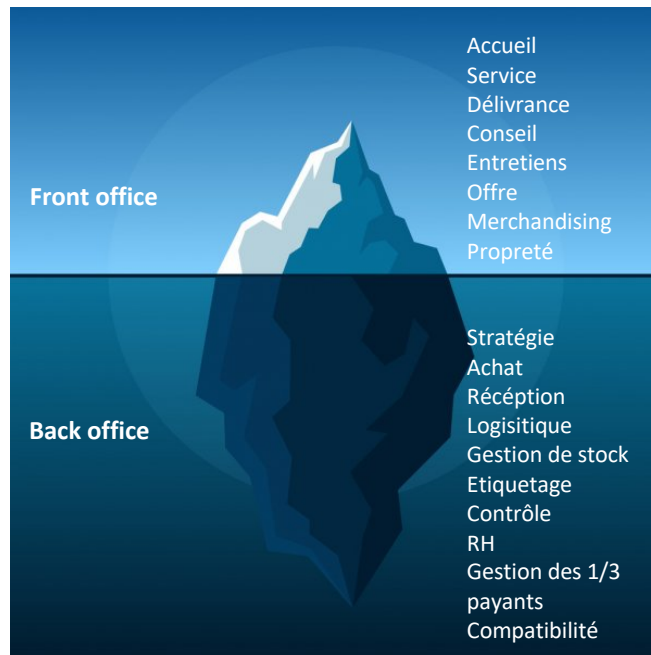 Accueil
Service
Délivrance
Conseil
Entretiens
Offre
Merchandising
Propreté
Front office
Stratégie
Achat
Récéption
Logisitique
Gestion de stock
Etiquetage
Contrôle
RH
Gestion des 1/3
payants
Compatibilité
Back office